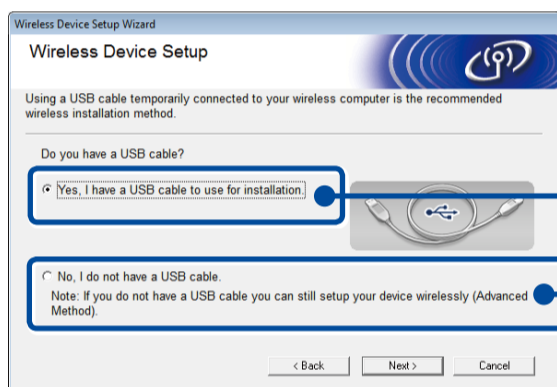 Wireless Device Setup Wizard
Wireless Device Setup
Using a USB cable temporarily connected to your wireless computer is the recommended
wireless installation method.
Do you have a USB cable?
Yes, I have a USB cable to use for installation.
No, I do not have a USB cable.
Note: If you do not have a USB cable you can still setup your device wirelessly (Advanced
Method).
< Back Next > Cancel